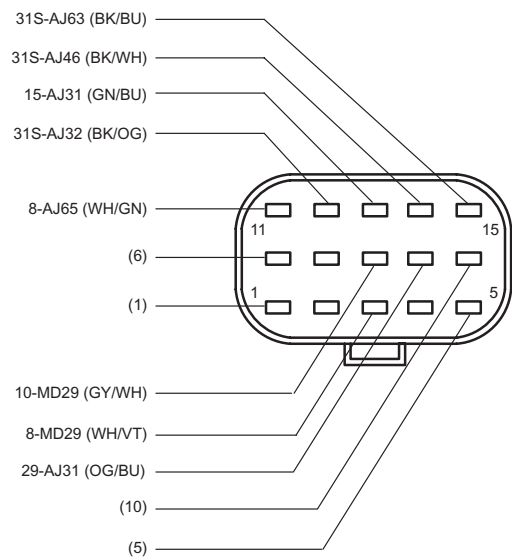 31S-AJ63 (BK/BU)
31S-AJ46 (BK/WH)
15-AJ31 (GN/BU)
31S-AJ32 (BK/OG)
8-AJ65 (WH/GN)
11
15
(6)
1
5
(1)
10-MD29 (GY/WH)
8-MD29 (WH/VT)
29-AJ31 (OG/BU)
(10)
(5)